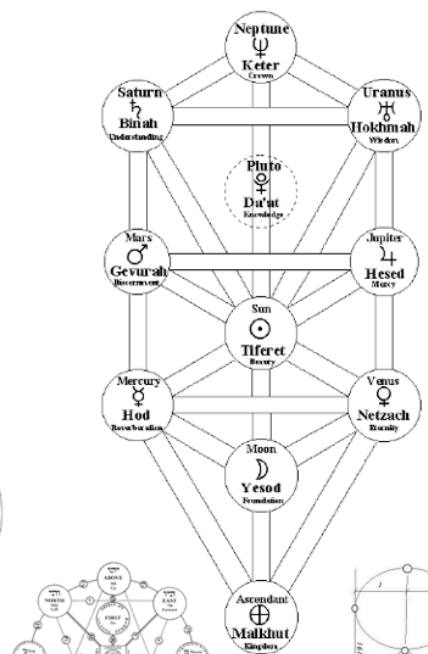 Neptune
♆
Keter
Crown
Saturn
♄
Binah
Understanding
Uranus
♅
Hokhmah
Wisdom
Pluto
Da'at
Knowledge
Mars
♂
Gevurah
Discernment
Jupiter
♃
Hesed
Mercy
Sun
☉
Tiferet
Beauty
Mercury
☿
Hod
Reverberation
Venus
♀
Netzach
Eternity
Moon
☽
Yesod
Foundation
Ascendant
⊕
Malkhut
Kingdom
ABOVE
NORTH
EAST
FIRST